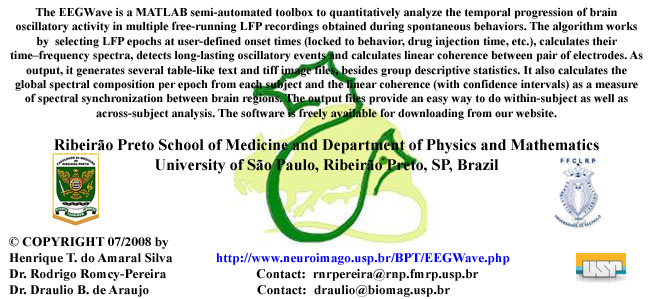 The EEGWave is a MATLAB semi-automated toolbox to quantitatively analyze the temporal progression of brain
oscillatory activity in multiple free-running LFP recordings obtained during spontaneous behaviors. The algorithm works
by selecting LFP epochs at user-defined onset times (locked to behavior, drug injection time, etc.), calculates their
time–frequency spectra, detects long-lasting oscillatory events and calculates linear coherence between pair of electrodes. As
output, it generates several table-like text and tiff image files, besides group descriptive statistics. It also calculates the
global spectral composition per epoch from each subject and the linear coherence (with confidence intervals) as a measure
of spectral synchronization between brain regions. The output files provide an easy way to do within-subject as well as
across-subject analysis. The software is freely available for downloading from our website.
Ribeirão Preto School of Medicine and Department of Physics and Mathematics
University of São Paulo, Ribeirão Preto, SP, Brazil
FFCLRP
© COPYRIGHT 07/2008 by
Henrique T. do Amaral Silva
Dr. Rodrigo Romcy-Pereira
Dr. Draulio B. de Araujo
http://www.neuroimago.usp.br/BPT/EEGWave.php
Contact: rnrpereira@rnp.fmrp.usp.br
Contact: draulio@biomag.usp.br
USP